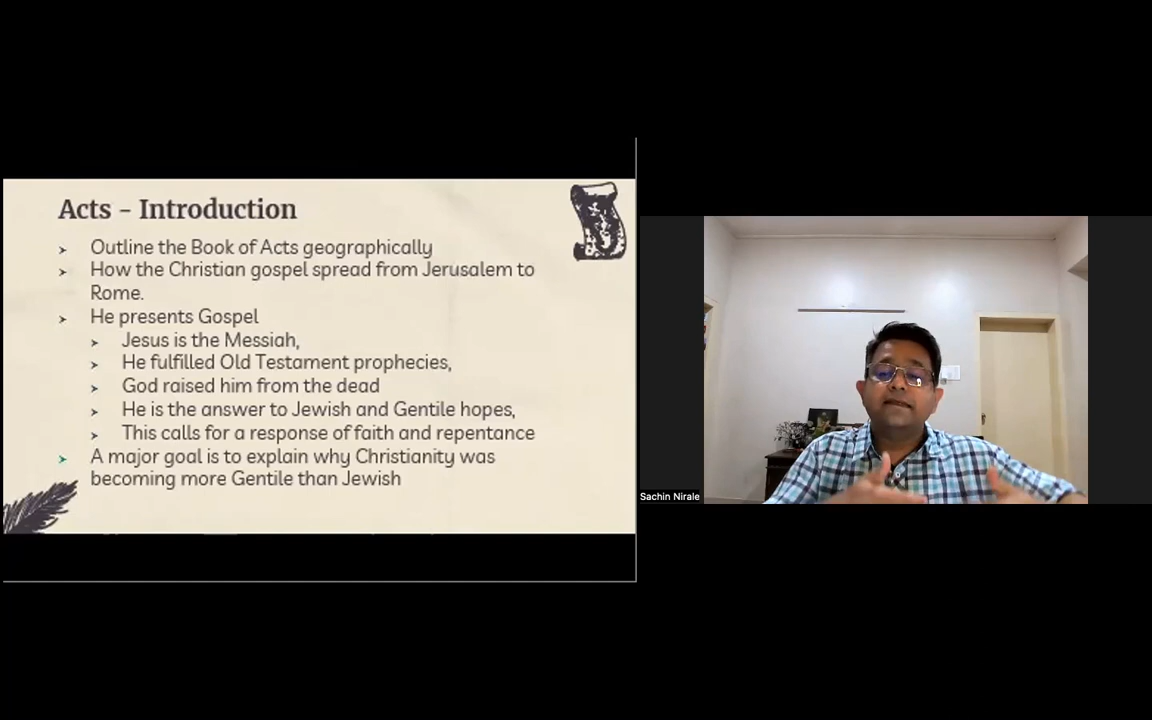 Acts - Introduction
Outline the Book of Acts geographically
How the Christian gospel spread from Jerusalem to
Rome.
He presents Gospel
Jesus is the Messiah,
He fulfilled Old Testament prophecies,
God raised him from the dead
He is the answer to Jewish and Gentile hopes,
This calls for a response of faith and repentance
A major goal is to explain why Christianity was
becoming more Gentile than Jewish
Sachin Nirale